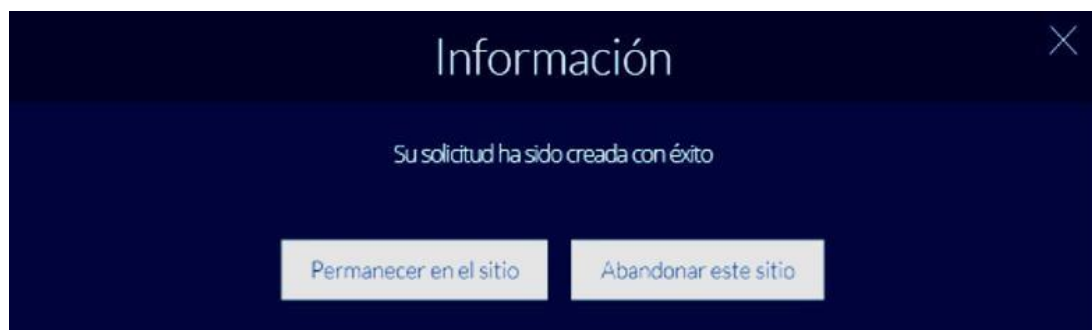 Información
Su solicitud ha sido creada con éxito
Permanecer en el sitio
Abandonar este sitio